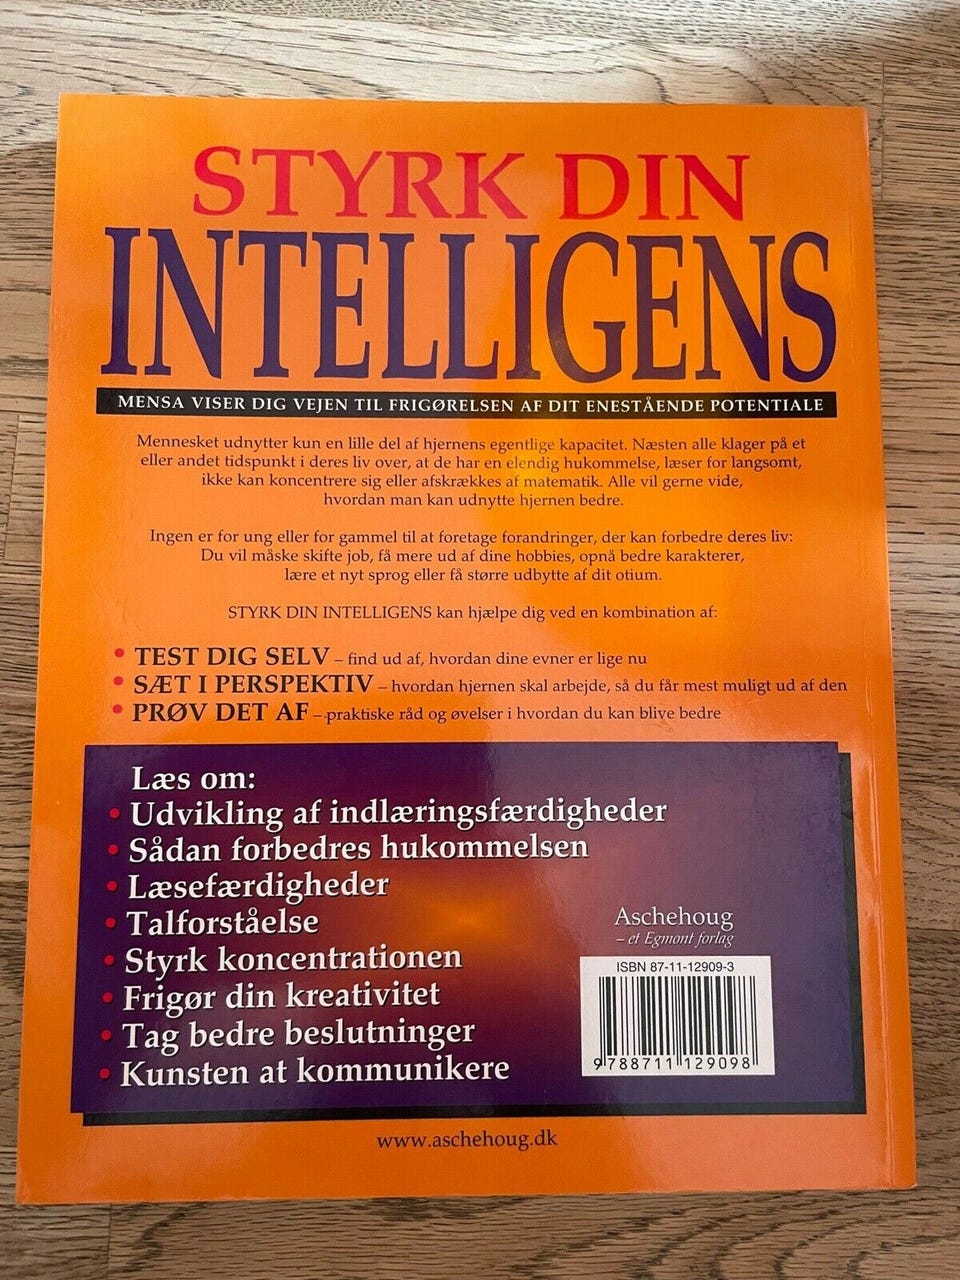 STYRK DIN
INTELLIGENS
MENSA VISER DIG VEJEN TIL FRIGØRELSEN AF DIT ENESTÅENDE POTENTIALE
Mennesket udnytter kun en lille del af hjernens egentlige kapacitet. Næsten alle klager på et
eller andet tidspunkt i deres liv over, at de har en elendig hukommelse, læser for langsomt,
ikke kan koncentrere sig eller afskrækkes af matematik. Alle vil gerne vide,
hvordan man kan udnytte hjernen bedre.
Ingen er for ung eller for gammel til at foretage forandringer, der kan forbedre deres liv:
Du vil måske skifte job, få mere ud af dine hobbies, opnå bedre karakterer,
lære et nyt sprog eller få større udbytte af dit otium.
STYRK DIN INTELLIGENS kan hjælpe dig ved en kombination af:
• TEST DIG SELV – find ud af, hvordan dine evner er lige nu
• SÆT I PERSPEKTIV – hvordan hjernen skal arbejde, så du får mest muligt ud af den
• PRØV DET AF – praktiske råd og øvelser i hvordan du kan blive bedre
Læs om:
• Udvikling af indlæringsfærdigheder
• Sådan forbedres hukommelsen
• Læsefærdigheder
• Talforståelse
• Styrk koncentrationen
• Frigør din kreativitet
• Tag bedre beslutninger
• Kunsten at kommunikere
Aschehoug
– et Egmont forlag
ISBN 87-11-12909-3
9 788711 129098
www.aschehoug.dk